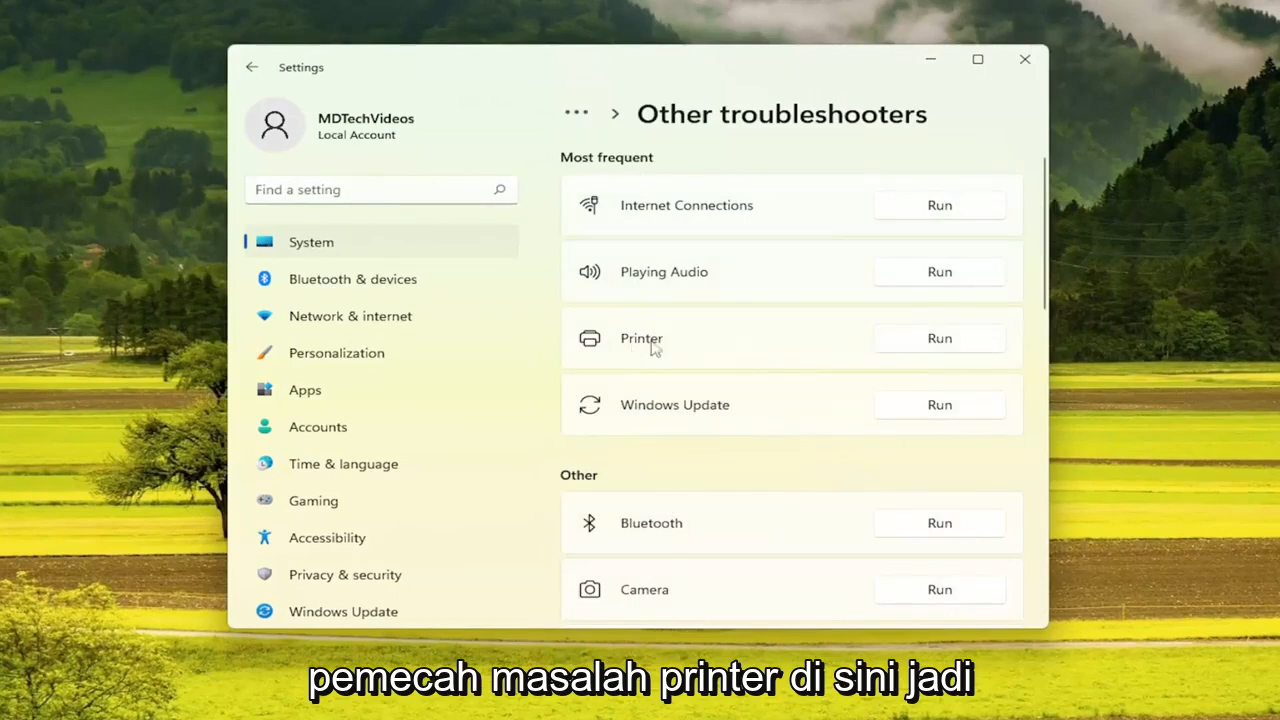 Settings
MDTechVideos
Local Account
Find a setting
System
Bluetooth & devices
Network & internet
Personalization
Apps
Accounts
Time & language
Gaming
Accessibility
Privacy & security
Windows Update
... > Other troubleshooters
Most frequent
Internet Connections Run
Playing Audio Run
Printer Run
Windows Update Run
Other
Bluetooth Run
Camera Run
pemecah masalah printer di sini jadi